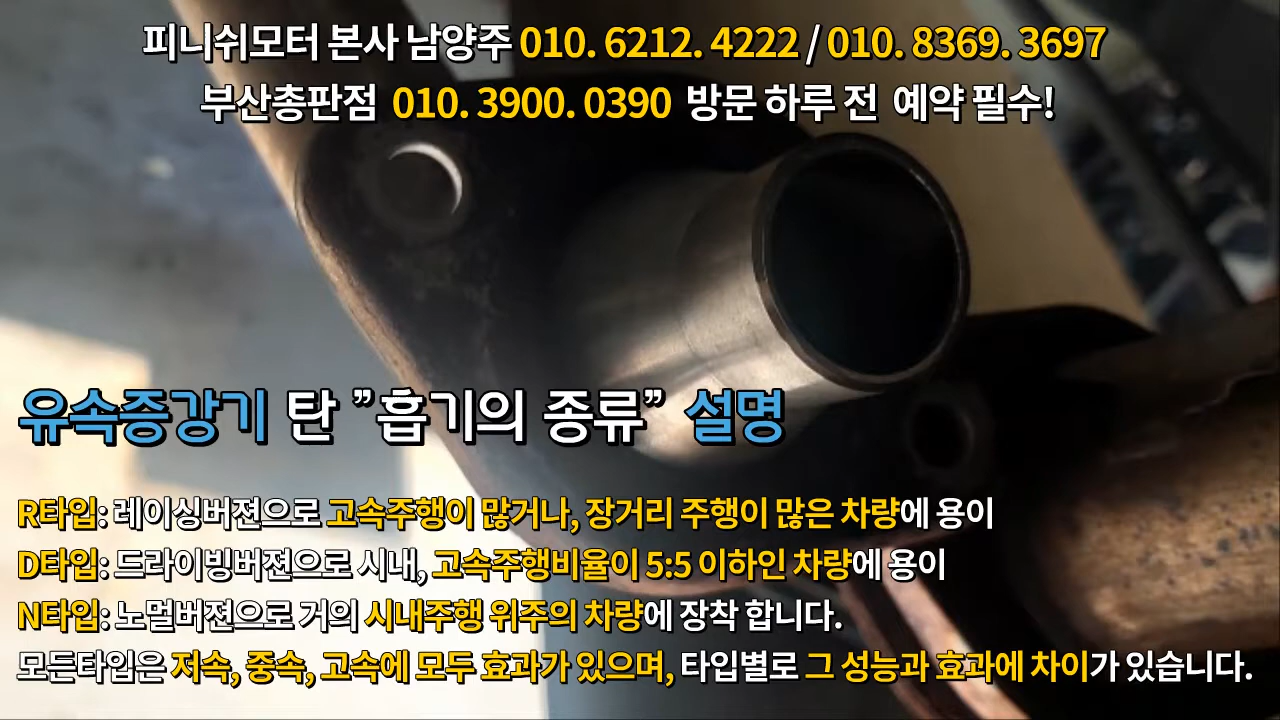 피니쉬모터 본사 남양주 010. 6212. 4222 / 010. 8369. 3697
부산총판점 010. 3900. 0390 방문 하루 전 예약 필수!
유속증강기 탄 "흡기의 종류" 설명
R타입: 레이싱버젼으로 고속주행이 많거나, 장거리 주행이 많은 차량에 용이
D타입: 드라이빙버젼으로 시내, 고속주행비율이 5:5 이하인 차량에 용이
N타입: 노멀버젼으로 거의 시내주행 위주의 차량에 장착 합니다.
모든타입은 저속, 중속, 고속에 모두 효과가 있으며, 타입별로 그 성능과 효과에 차이가 있습니다.